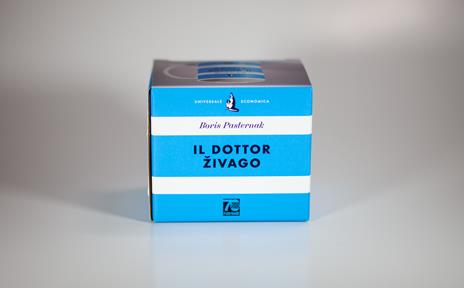 UNIVERSALE ECONOMICA
Boris Pasternak
IL DOTTOR
ŽIVAGO